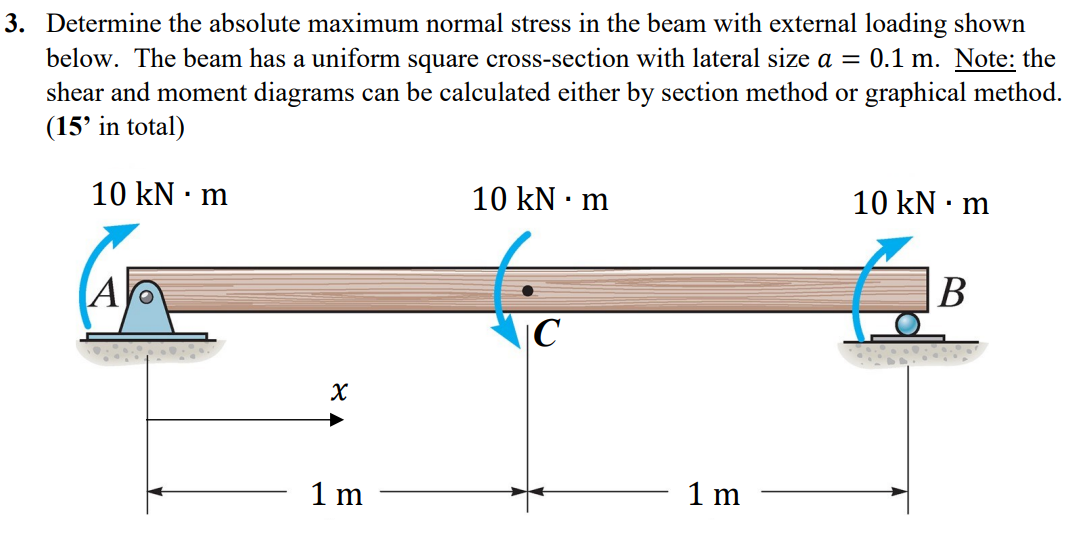 3. Determine the absolute maximum normal stress in the beam with external loading shown
below. The beam has a uniform square cross-section with lateral size a = 0.1 m. Note: the
shear and moment diagrams can be calculated either by section method or graphical method.
(15’ in total)
10 kN · m
10 kN · m
10 kN · m
A
B
C
x
1 m
1 m